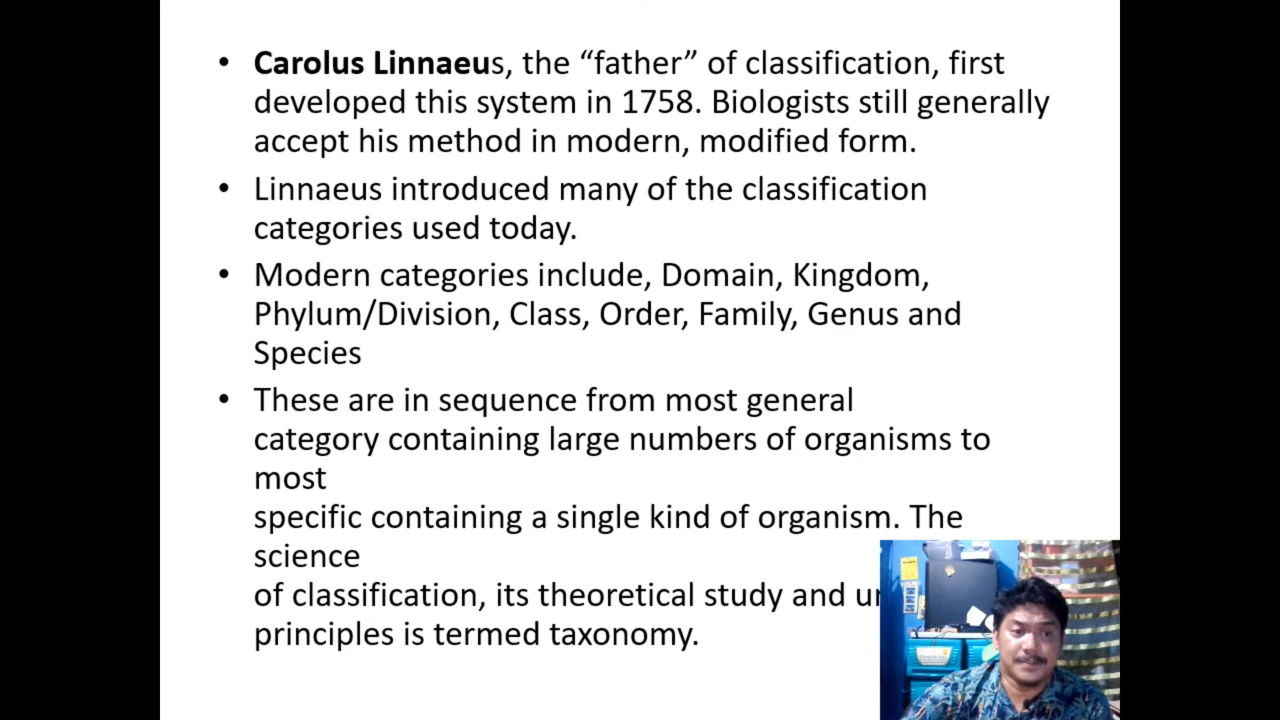 • Carolus Linnaeus, the “father” of classification, first
developed this system in 1758. Biologists still generally
accept his method in modern, modified form.
• Linnaeus introduced many of the classification
categories used today.
• Modern categories include, Domain, Kingdom,
Phylum/Division, Class, Order, Family, Genus and
Species
• These are in sequence from most general
category containing large numbers of organisms to
most
specific containing a single kind of organism. The
science
of classification, its theoretical study and
principles is termed taxonomy.